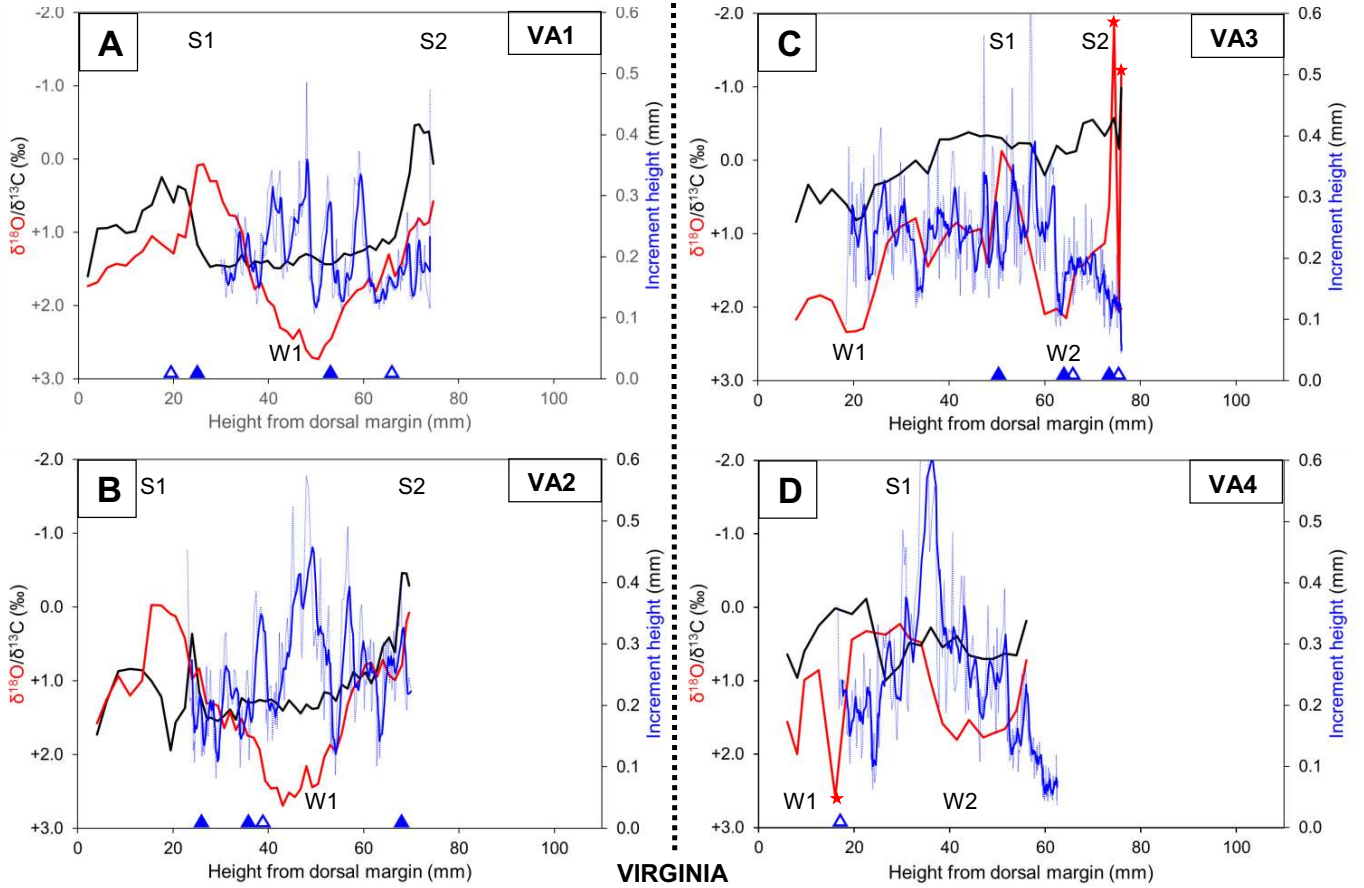 A
S1
S2
VA1
-2.0
-1.0
0.0
+1.0
+2.0
+3.0
δ18O/δ13C (‰)
0.6
0.5
0.4
0.3
0.2
0.1
0.0
Increment height (mm)
W1
0 20 40 60 80 100
Height from dorsal margin (mm)
C
S1
S2
VA3
-2.0
-1.0
0.0
+1.0
+2.0
+3.0
δ18O/δ13C (‰)
0.6
0.5
0.4
0.3
0.2
0.1
0.0
Increment height (mm)
W1
W2
0 20 40 60 80 100
Height from dorsal margin (mm)
B
S1
S2
VA2
-2.0
-1.0
0.0
+1.0
+2.0
+3.0
δ18O/δ13C (‰)
0.6
0.5
0.4
0.3
0.2
0.1
0.0
Increment height (mm)
W1
0 20 40 60 80 100
Height from dorsal margin (mm)
D
S1
VA4
-2.0
-1.0
0.0
+1.0
+2.0
+3.0
δ18O/δ13C (‰)
0.6
0.5
0.4
0.3
0.2
0.1
0.0
Increment height (mm)
W1
W2
0 20 40 60 80 100
Height from dorsal margin (mm)
VIRGINIA